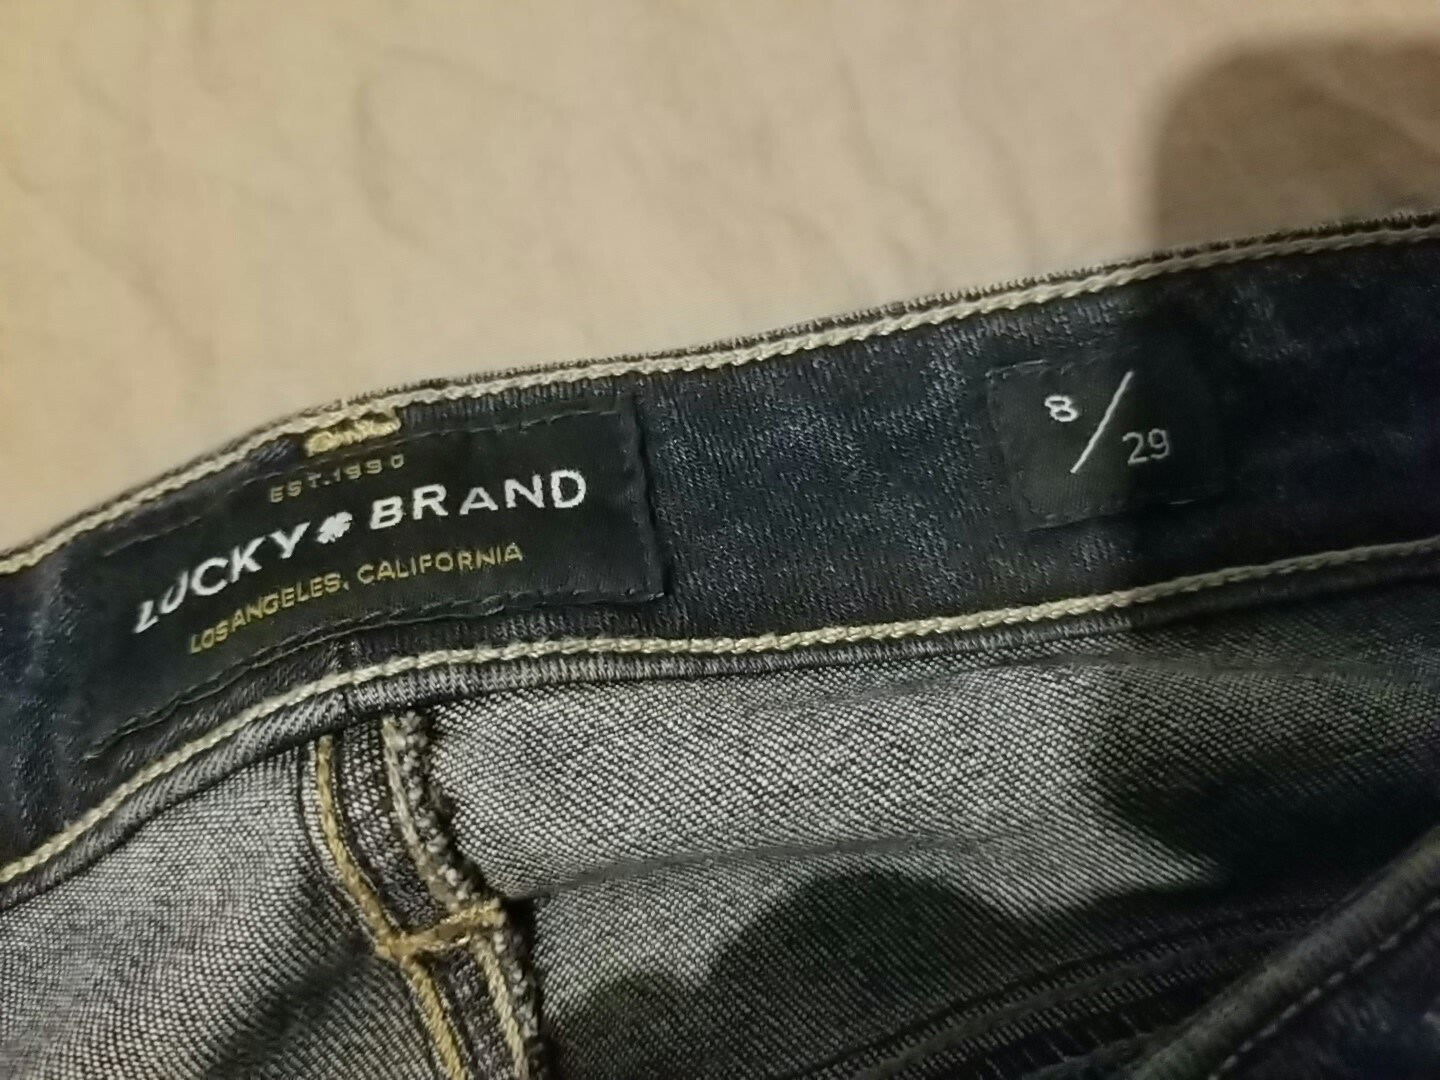 EST.1990
LUCKY BRAND
LOS ANGELES, CALIFORNIA
8/29